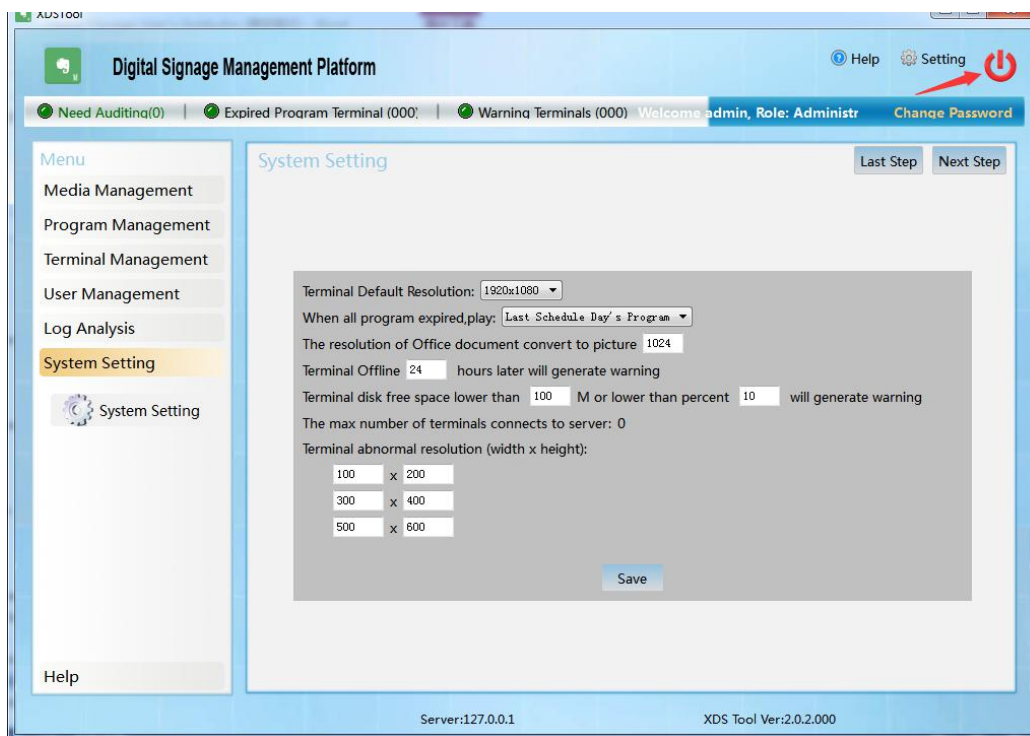 XDSTool
Digital Signage Management Platform
Help Setting
Need Auditing(0) | Expired Program Terminal (000) | Warning Terminals (000) Welcome admin, Role: Administr Change Password
Menu
Media Management
Program Management
Terminal Management
User Management
Log Analysis
System Setting
System Setting
Help
System Setting
Last Step Next Step
Terminal Default Resolution: 1920x1080
When all program expired,play: Last Schedule Day's Program
The resolution of Office document convert to picture 1024
Terminal Offline 24 hours later will generate warning
Terminal disk free space lower than 100 M or lower than percent 10 will generate warning
The max number of terminals connects to server: 0
Terminal abnormal resolution (width x height):
100 x 200
300 x 400
500 x 600
Save
Server:127.0.0.1 XDS Tool Ver:2.0.2.000